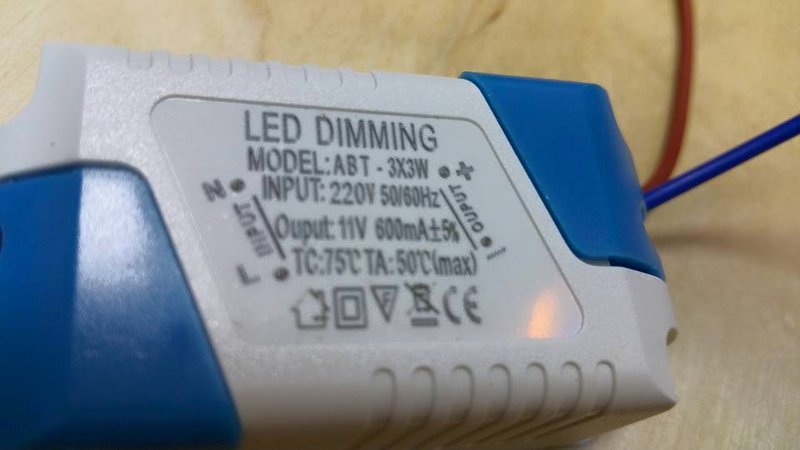 LED DIMMING
MODEL:ABT - 3X3W
INPUT: 220V 50/60Hz
Ouput: 11V 600mA±5%
TC:75℃ TA: 50℃(max)
N
DIPUT
L
+
OUPUT
-
F
CE